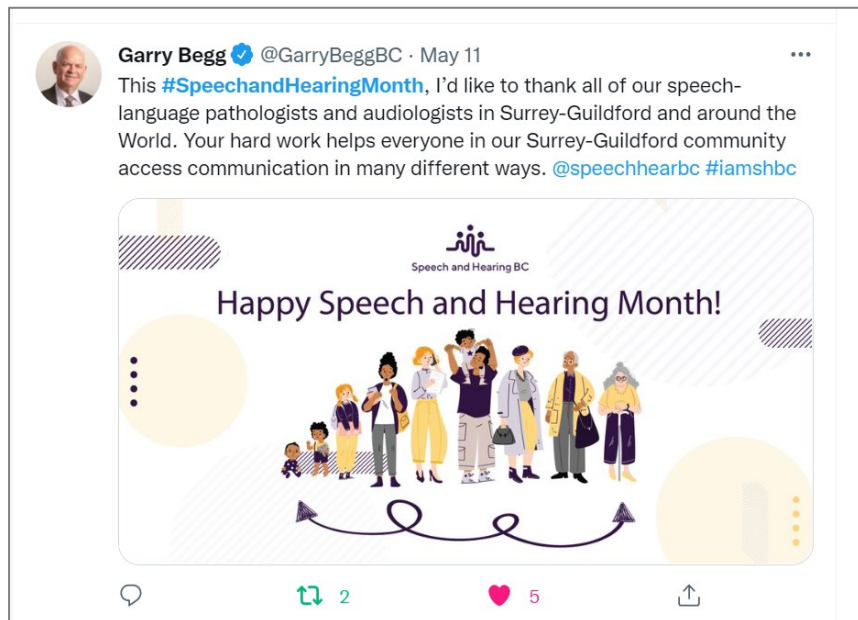 Garry Begg @GarryBeggBC · May 11
This #SpeechandHearingMonth, I'd like to thank all of our speech-
language pathologists and audiologists in Surrey-Guildford and around the
World. Your hard work helps everyone in our Surrey-Guildford community
access communication in many different ways. @speechhearbc #iamshbc
Speech and Hearing BC
Happy Speech and Hearing Month!
2 5